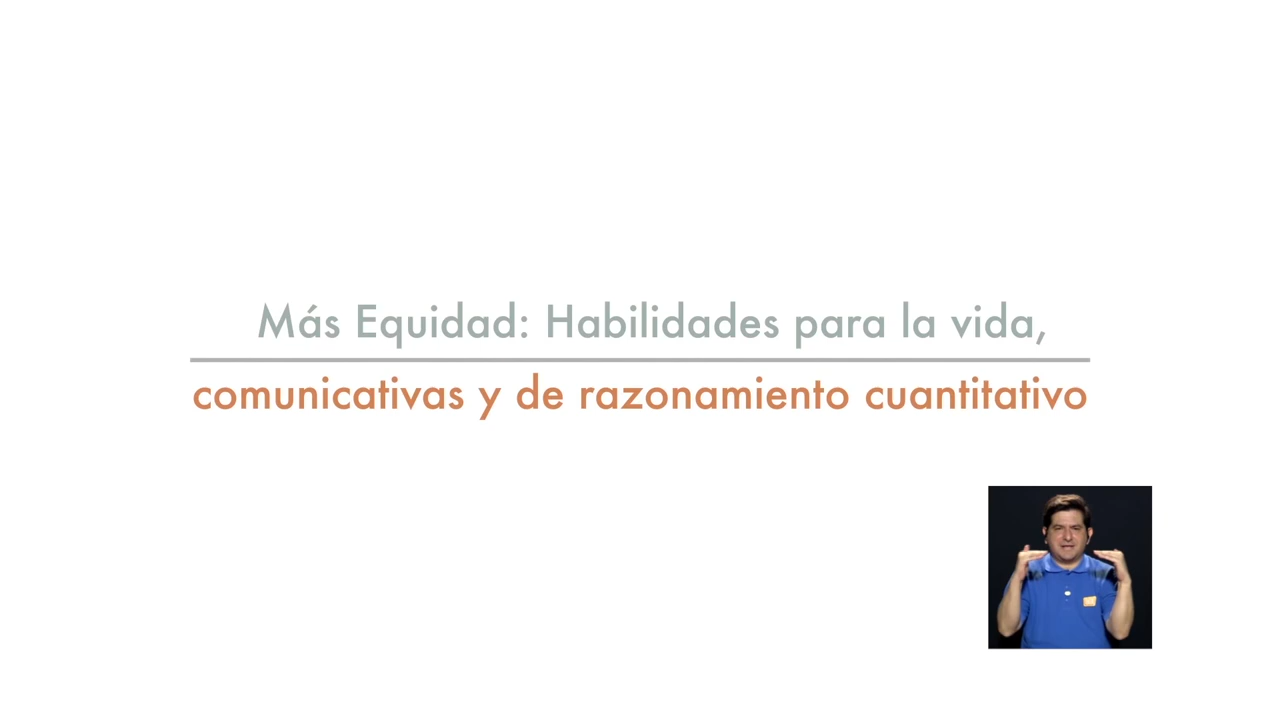 Más Equidad: Habilidades para la vida,
comunicativas y de razonamiento cuantitativo